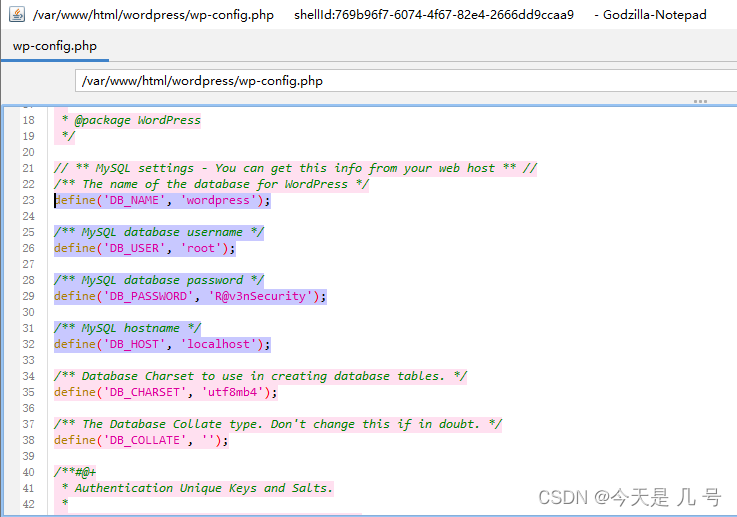 /var/www/html/wordpress/wp-config.php shellId:769b96f7-6074-4f67-82e4-2666dd9ccaa9 - Godzilla-Notepad
wp-config.php
/var/www/html/wordpress/wp-config.php
18 * @package WordPress
19 */
20
21 // ** MySQL settings - You can get this info from your web host ** //
22 /** The name of the database for WordPress */
23 define('DB_NAME', 'wordpress');
24
25 /** MySQL database username */
26 define('DB_USER', 'root');
27
28 /** MySQL database password */
29 define('DB_PASSWORD', 'R@v3nSecurity');
30
31 /** MySQL hostname */
32 define('DB_HOST', 'localhost');
33
34 /** Database Charset to use in creating database tables. */
35 define('DB_CHARSET', 'utf8mb4');
36
37 /** The Database Collate type. Don't change this if in doubt. */
38 define('DB_COLLATE', '');
39
40 /**#@+
41 * Authentication Unique Keys and Salts.
42 *
CSDN @今天是 几 号